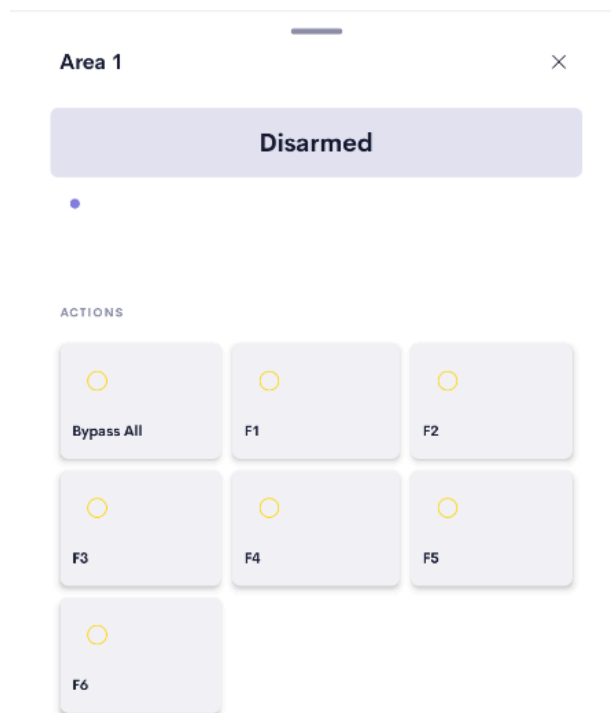 Area 1
Disarmed
ACTIONS
Bypass All
F1
F2
F3
F4
F5
F6